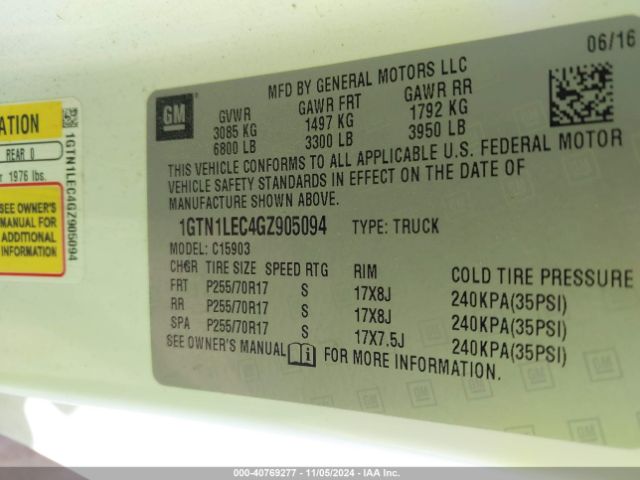 06/16
MFD BY GENERAL MOTORS LLC
GM
GVWR GAWR FRT GAWR RR
3085 KG 1497 KG 1792 KG
6800 LB 3300 LB 3950 LB
THIS VEHICLE CONFORMS TO ALL APPLICABLE U.S. FEDERAL MOTOR
VEHICLE SAFETY STANDARDS IN EFFECT ON THE DATE OF
MANUFACTURE SHOWN ABOVE.
1GTN1LEC4GZ905094 TYPE: TRUCK
MODEL: C15903
CHGR TIRE SIZE SPEED RTG RIM COLD TIRE PRESSURE
FRT P255/70R17 S 17X8J 240KPA(35PSI)
RR P255/70R17 S 17X8J 240KPA(35PSI)
SPA P255/70R17 S 17X7.5J 240KPA(35PSI)
SEE OWNER'S MANUAL i FOR MORE INFORMATION.
ATION
REAR 0
1976 lbs.
SEE OWNER'S
MANUAL FOR
ADDITIONAL
INFORMATION
1GTN1LEC4GZ905094
000-40769277 - 11/05/2024 - IAA Inc.